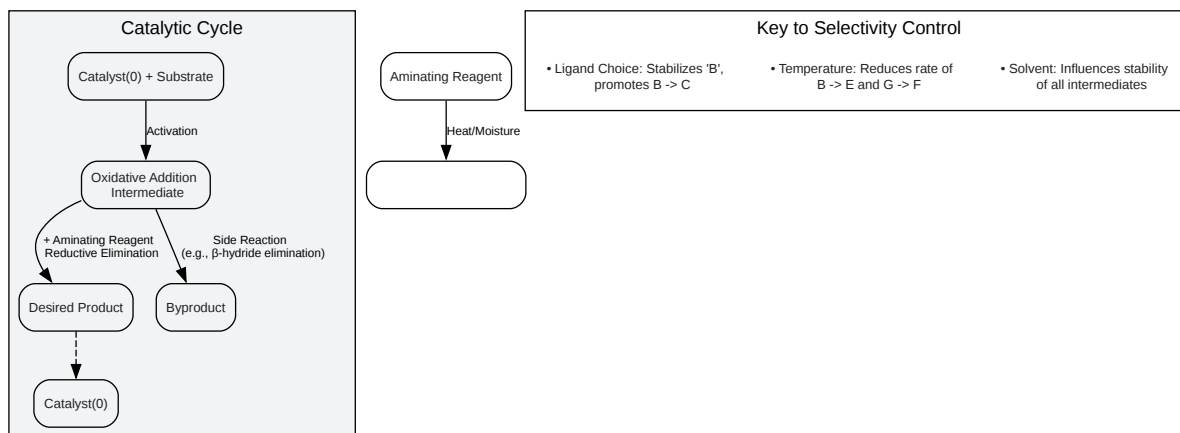 Catalytic Cycle
Catalyst(0) + Substrate
Activation
Oxidative Addition
Intermediate
+ Aminating Reagent
Reductive Elimination
Side Reaction
(e.g., β-hydride elimination)
Desired Product
Byproduct
Catalyst(0)
Aminating Reagent
Heat/Moisture
Key to Selectivity Control
• Ligand Choice: Stabilizes 'B',
promotes B -> C
• Temperature: Reduces rate of
B -> E and G -> F
• Solvent: Influences stability
of all intermediates